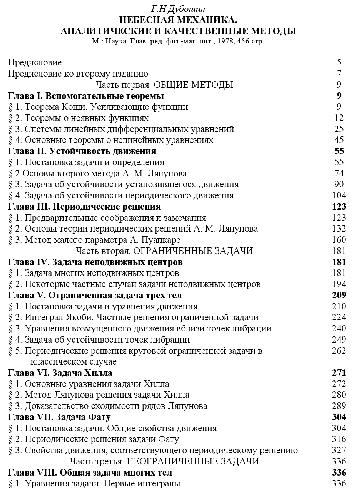 Г.Н.Дубошин
НЕБЕСНАЯ МЕХАНИКА.
АНАЛИТИЧЕСКИЕ И КАЧЕСТВЕННЫЕ МЕТОДЫ
М.: Наука. Глав. ред. физ-мат. лит., 1978, 456 стр.
Предисловие 5
Предисловие ко второму изданию 7
Часть первая. ОБЩИЕ МЕТОДЫ 9
Глава I. Вспомогательные теоремы 9
§ 1. Теорема Коши. Усиливающие функции 9
§ 2. Теоремы о неявных функциях 12
§ 3. Системы линейных дифференциальных уравнений 25
§ 4. Основные теоремы о нелинейных уравнениях 45
Глава II. Устойчивость движения 55
§ 1. Постановка задачи и определения 55
§ 2 Основы второго метода А. М. Ляпунова 74
§ 3. Задача об устойчивости установившегося движения 90
§ 4. Задача об устойчивости периодического движения 104
Глава III. Периодические решения 123
§ 1. Предварительные соображения и замечания 123
§ 2. Основы теории периодических решений А. М. Ляпунова 132
§ 3. Метод малого параметра А. Пуанкаре 160
Часть вторая. ОГРАНИЧЕННЫЕ ЗАДАЧИ 181
Глава IV. Задача неподвижных центров 181
§ 1. Задача многих неподвижных центров 181
§ 2. Некоторые частные случаи задачи неподвижных центров 194
Глава V. Ограниченная задача трех тел 209
§ 1. Постановка задачи и уравнения движения 210
§ 2. Интеграл Якоби. Частные решения ограниченной задачи 224
§ 3. Уравнения возмущенного движения вблизи точек либрации 240
§ 4. Задача об устойчивости точек либрации 249
§ 5. Периодические решения круговой ограниченной задачи в 262
классическом случае
Глава VI. Задача Хилла 271
§ 1. Основные уравнения задачи Хилла 272
§ 2. Метод Ляпунова решения задачи Хилла 280
§ 3. Доказательство сходимости рядов Ляпунова 289
Глава VII. Задача Фату 304
§ 1. Постановка задачи. Общие свойства движения 304
§ 2. Периодические решения задачи Фату 316
§ 3. Свойства движения, соответствующего периодическому решению 327
Часть третья. НЕОГРАНИЧЕННЫЕ ЗАДАЧИ 336
Глава VIII. Общая задача многих тел 336
§ 1. Уравнения задачи. Первые интегралы 336